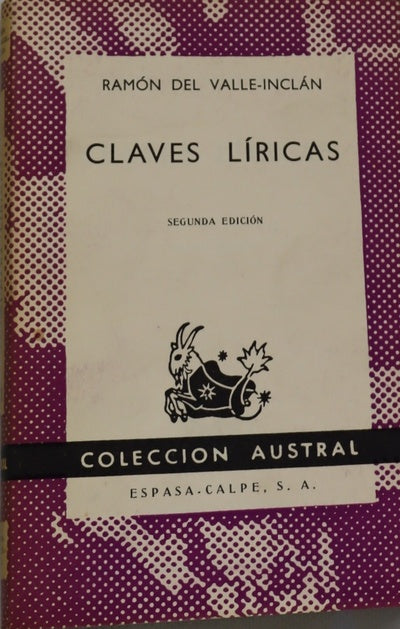 RAMÓN DEL VALLE-INCLÁN
CLAVES LÍRICAS
SEGUNDA EDICIÓN
COLECCION AUSTRAL
ESPASA-CALPE, S. A.